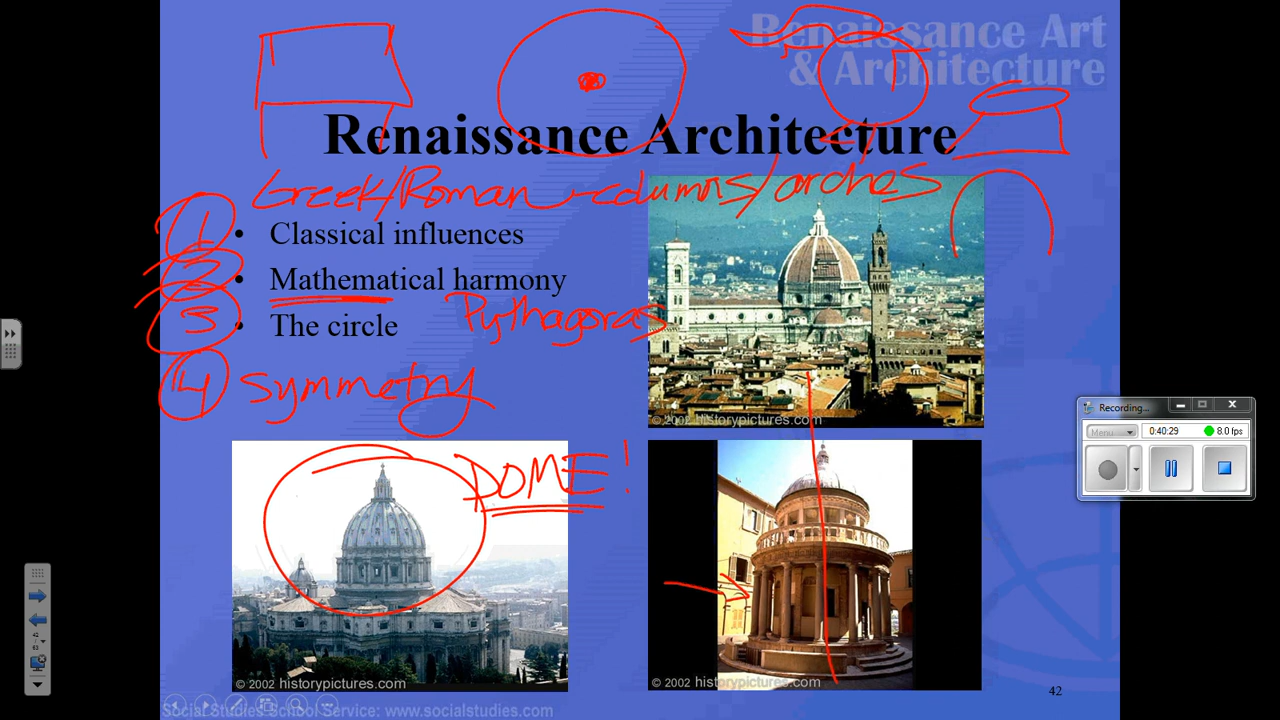 Renaissance Art
& Architecture
Renaissance Architecture
Greek/Roman - columns/arches
1 • Classical influences
2 • Mathematical harmony
Pythagoras
3 • The circle
4 symmetry
DOME!
© 2002 historypictures.com
© 2002 historypictures.com
© 2002 historypictures.com
42
Social Studies School Service: www.socialstudies.com
Recording...
Menu
0:40:29
8.0 fps
42
/
63